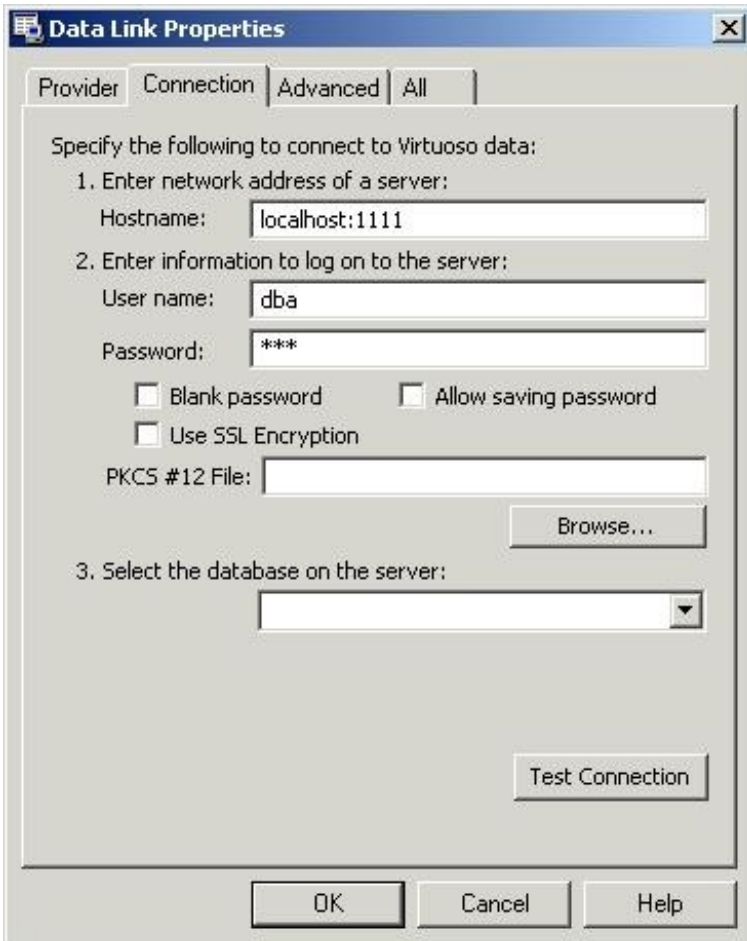 Data Link Properties
Provider Connection Advanced All
Specify the following to connect to Virtuoso data:
1. Enter network address of a server:
Hostname: localhost:1111
2. Enter information to log on to the server:
User name: dba
Password: ***
Blank password Allow saving password
Use SSL Encryption
PKCS #12 File:
Browse...
3. Select the database on the server:
Test Connection
OK Cancel Help